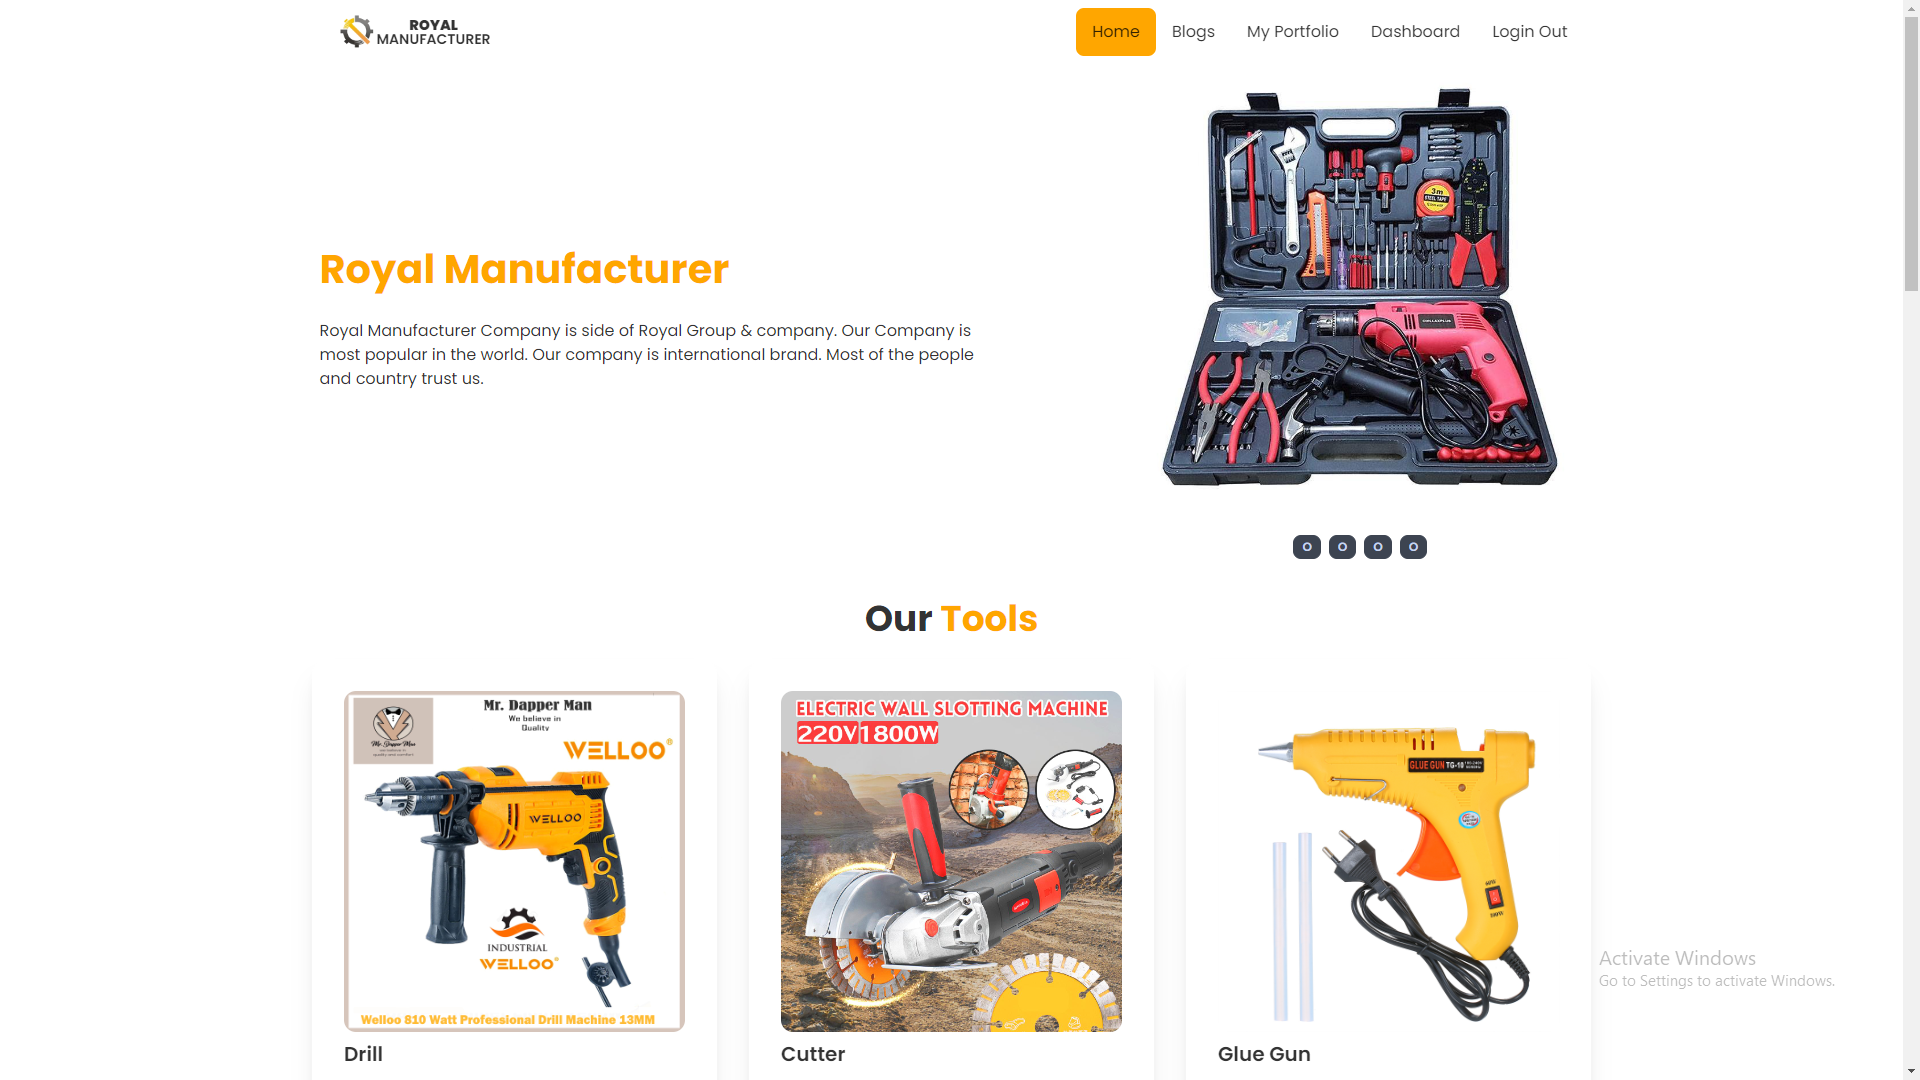 ROYAL
MANUFACTURER
Home
Blogs
My Portfolio
Dashboard
Login Out
3m
STEEL TAPE
Royal Manufacturer
Royal Manufacturer Company is side of Royal Group & company. Our Company is
most popular in the world. Our company is international brand. Most of the people
and country trust us.
O O O O
Our Tools
Mr. Dapper Man
We believe in
Quality
Mr. Dapper Man
WELLOO®
WELLOO
INDUSTRIAL
WELLOO®
Welloo 810 Watt Professional Drill Machine 13MM
Drill
ELECTRIC WALL SLOTTING MACHINE
220V 1800W
Cutter
GLUE GUN TG-10
100W
Glue Gun
Activate Windows
Go to Settings to activate Windows.